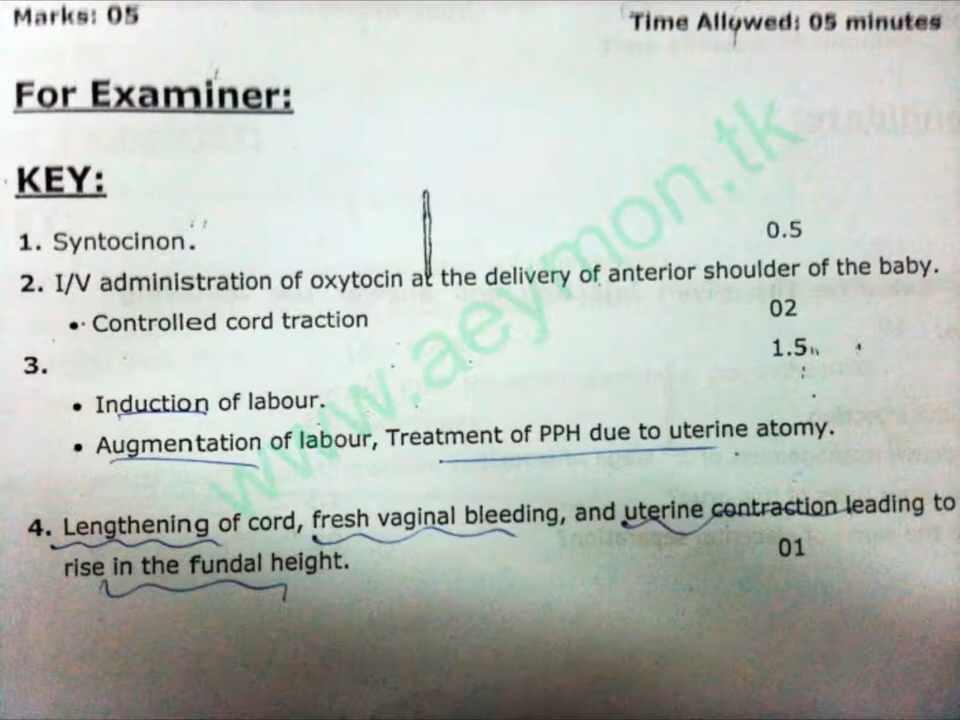 Marks: 05
Time Allowed: 05 minutes
For Examiner:
KEY:
1. Syntocinon.
0.5
2. I/V administration of oxytocin at the delivery of anterior shoulder of the baby.
• Controlled cord traction
02
3.
1.5
• Induction of labour.
• Augmentation of labour, Treatment of PPH due to uterine atomy.
4. Lengthening of cord, fresh vaginal bleeding, and uterine contraction leading to
rise in the fundal height.
01
www.aeymon.tk